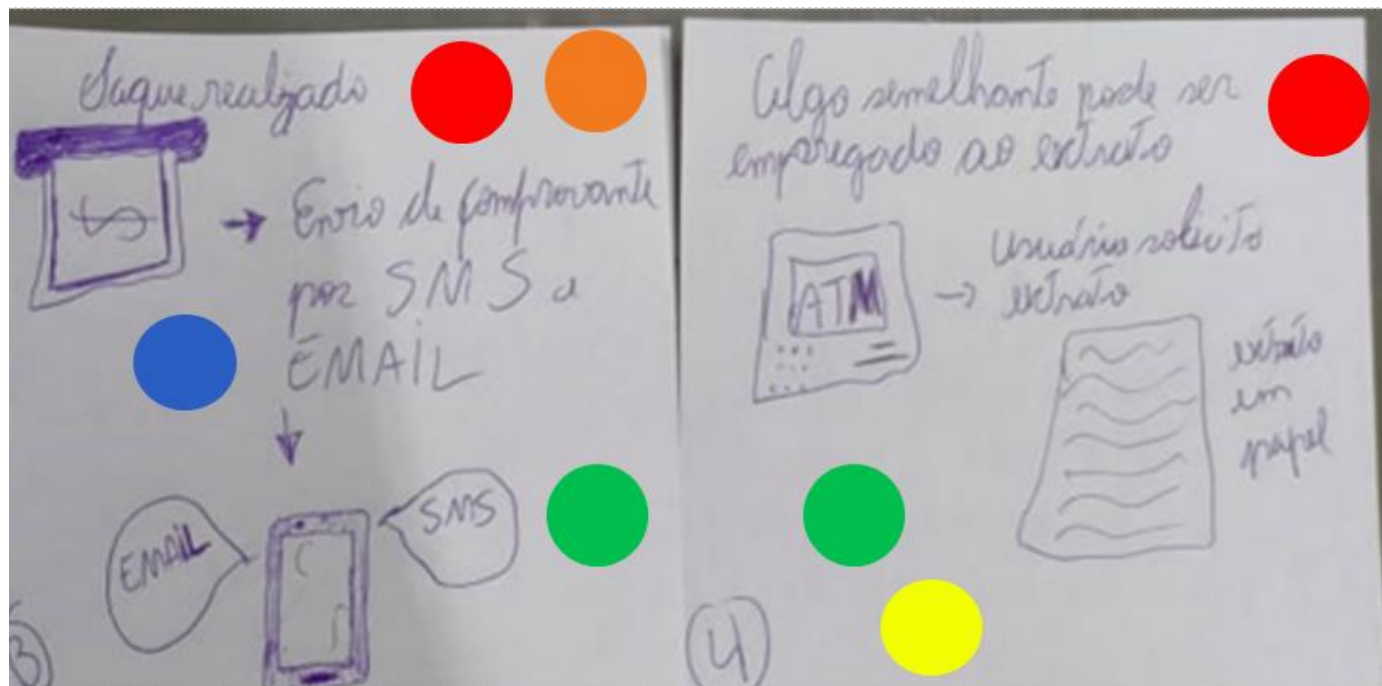 Saque realizado
$
→ Envio de comprovante
por SMS e
EMAIL
EMAIL
SMS
3
Algo semelhante pode ser
empregado ao extrato
ATM
→ usuário solicita
extrato
extrato
em
papel
4